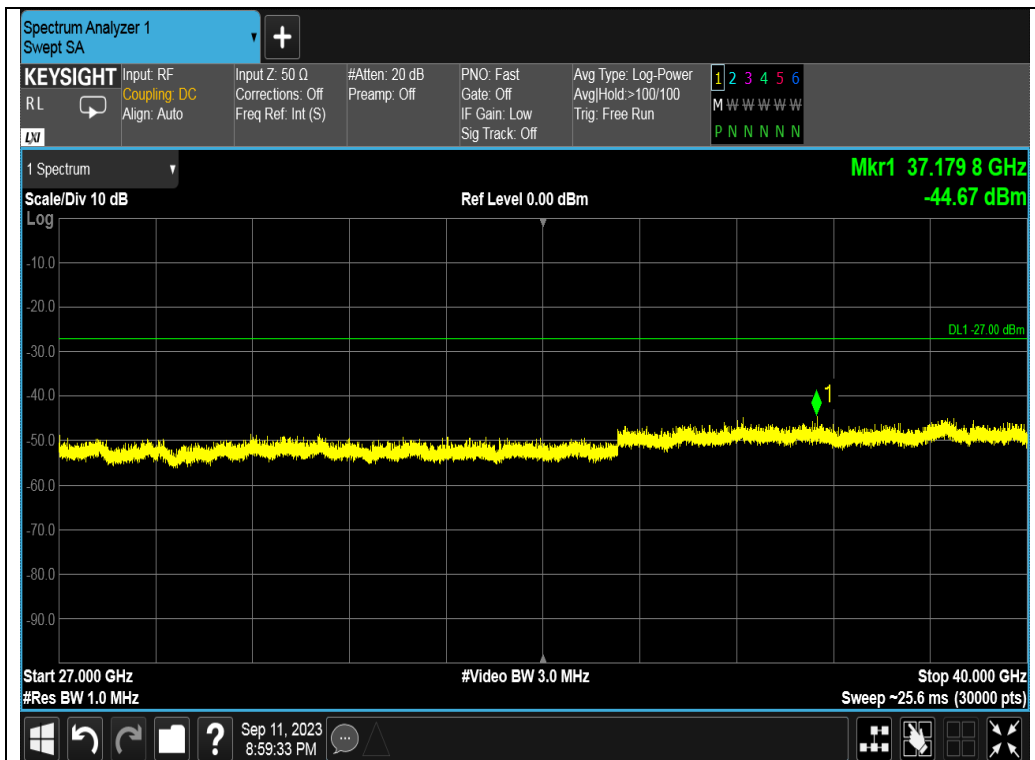 Spectrum Analyzer 1
Swept SA
+
KEYSIGHT
RL
LXI
Input: RF
Coupling: DC
Align: Auto
Input Z: 50 Ω
Corrections: Off
Freq Ref: Int (S)
#Atten: 20 dB
Preamp: Off
PNO: Fast
Gate: Off
IF Gain: Low
Sig Track: Off
Avg Type: Log-Power
Avg|Hold:>100/100
Trig: Free Run
1 2 3 4 5 6
M W W W W W
P N N N N N
1 Spectrum
Mkr1 37.179 8 GHz
-44.67 dBm
Scale/Div 10 dB
Ref Level 0.00 dBm
Log
-10.0
-20.0
DL1 -27.00 dBm
-30.0
-40.0
1
-50.0
-60.0
-70.0
-80.0
-90.0
Start 27.000 GHz
#Video BW 3.0 MHz
Stop 40.000 GHz
#Res BW 1.0 MHz
Sweep ~25.6 ms (30000 pts)
?
Sep 11, 2023
8:59:33 PM